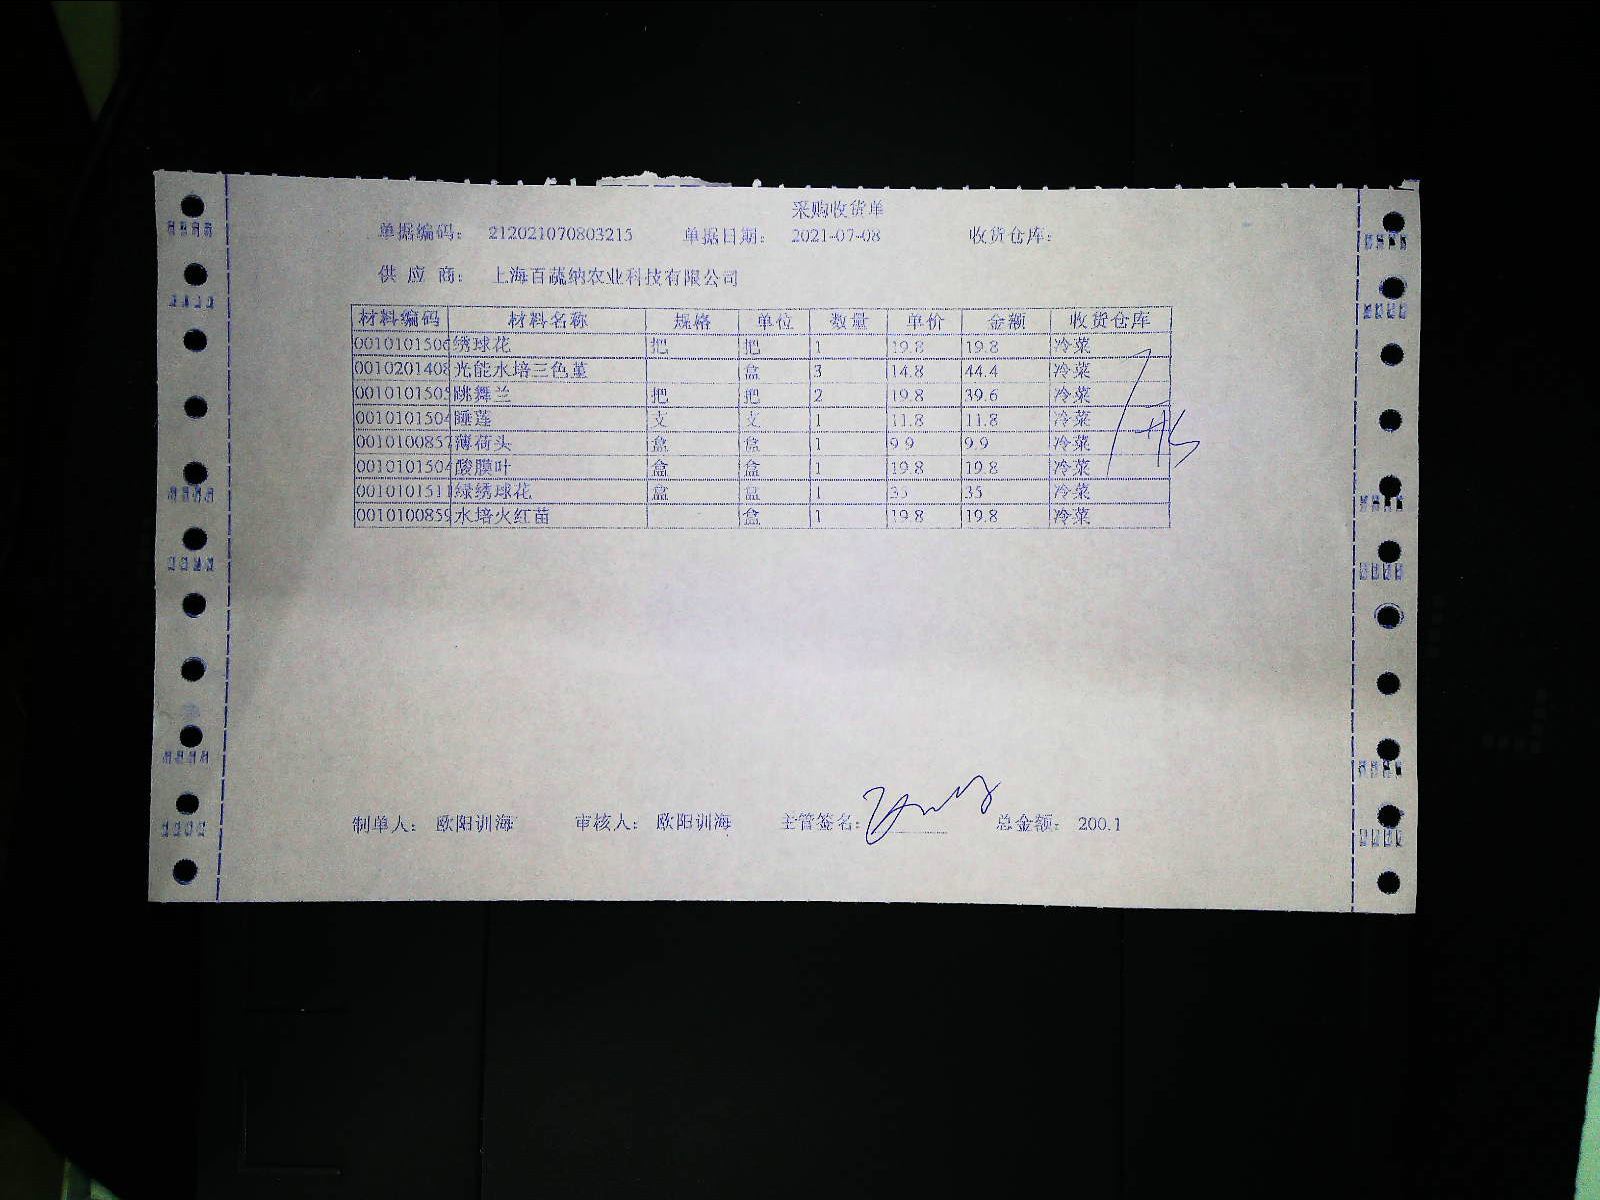 采购收货单
单据编码: 212021070803215 单据日期: 2021-07-08 收货仓库:
供应商: 上海百蔬纳农业科技有限公司
材料编码 材料名称 规格 单位 数量 单价 金额 收货仓库
0010101506 绣球花 把 把 1 19.8 19.8 冷菜
0010201408 光能水培三色堇 盒 3 14.8 44.4 冷菜
0010101505 跳舞兰 把 把 2 19.8 39.6 冷菜
0010101504 睡莲 支 支 1 11.8 11.8 冷菜
0010100857 薄荷头 盒 盒 1 9.9 9.9 冷菜
0010101504 酸膜叶 盒 盒 1 19.8 19.8 冷菜
0010101511 绿绣球花 盒 盒 1 35 35 冷菜
0010100859 水培火红苗 盒 1 19.8 19.8 冷菜
制单人: 欧阳训海 审核人: 欧阳训海 主管签名: 总金额: 200.1